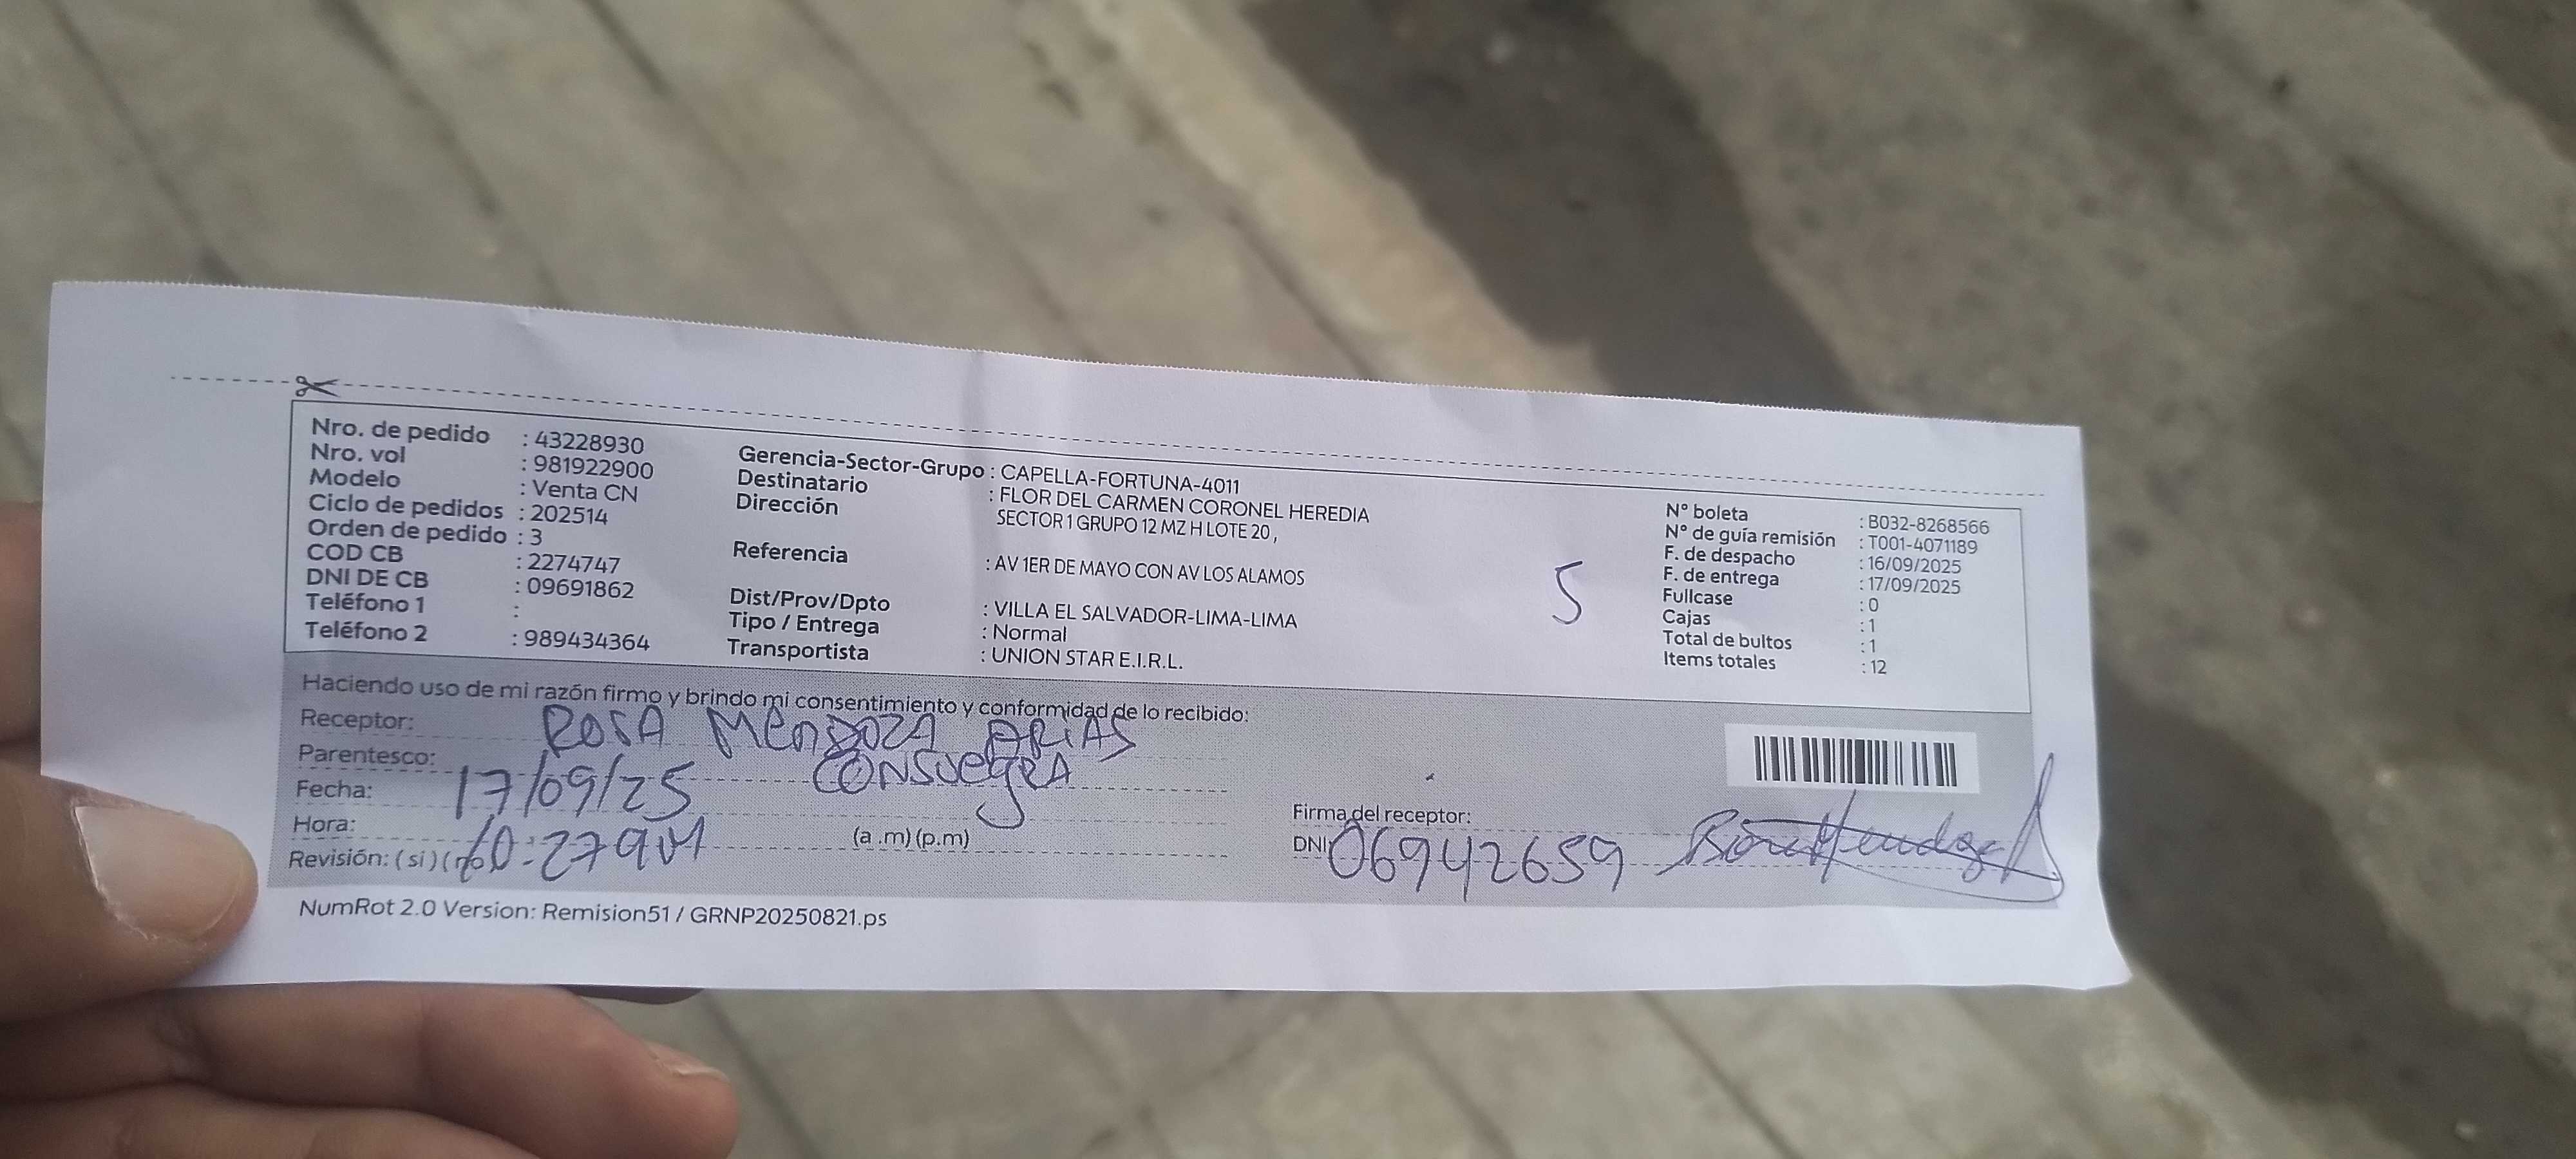 Nro. de pedido : 43228930
Nro. vol : 981922900
Modelo : Venta CN
Ciclo de pedidos : 202514
Orden de pedido : 3
COD CB : 2274747
DNI DE CB : 09691862
Teléfono 1 :
Teléfono 2 : 989434364
Gerencia-Sector-Grupo : CAPELLA-FORTUNA-4011
Destinatario : FLOR DEL CARMEN CORONEL HEREDIA
Dirección SECTOR 1 GRUPO 12 MZ H LOTE 20 ,
Referencia : AV 1ER DE MAYO CON AV LOS ALAMOS
Dist/Prov/Dpto : VILLA EL SALVADOR-LIMA-LIMA
Tipo / Entrega : Normal
Transportista : UNION STAR E.I.R.L.
5
N° boleta : B032-8268566
N° de guía remisión : T001-4071189
F. de despacho : 16/09/2025
F. de entrega : 17/09/2025
Fullcase : 0
Cajas : 1
Total de bultos : 1
Items totales : 12
Haciendo uso de mi razón firmo y brindo mi consentimiento y conformidad de lo recibido:
Receptor: ROSA MENDOZA ARIAS
Parentesco: CONSUEGRA
Fecha: 17/09/25
Hora: 10:27am (a .m) (p.m)
Revisión: ( si ) ( no
Firma del receptor: Rosa Mendoza A
DNI: 06942659
NumRot 2.0 Version: Remision51 / GRNP20250821.ps